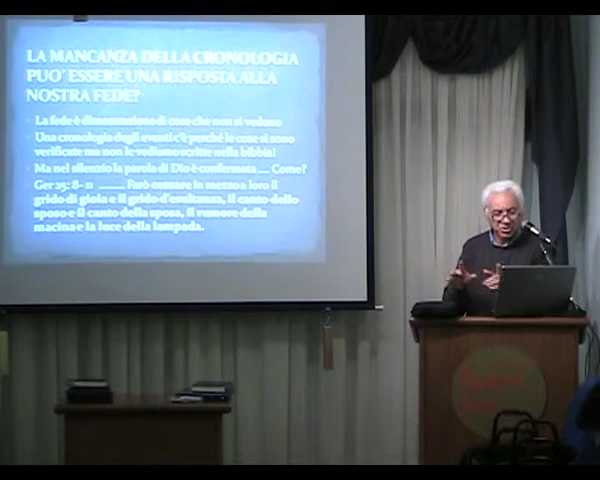 LA MANCANZA DELLA CRONOLOGIA
PUO' ESSERE UNA RISPOSTA ALLA
NOSTRA FEDE?
La fede è dimostrazione di cose che non si vedono
Una cronologia degli eventi c'è perché le cose si sono
verificate ma non le vediamo scritte nella bibbia!
Ma nel silenzio la parola di Dio è confermata.... Come?
Ger 25: 8- 11 ......... Farò cessare in mezzo a loro il
grido di gioia e il grido d'esultanza, il canto dello
sposo e il canto della sposa, il rumore della
macina e la luce della lampada.